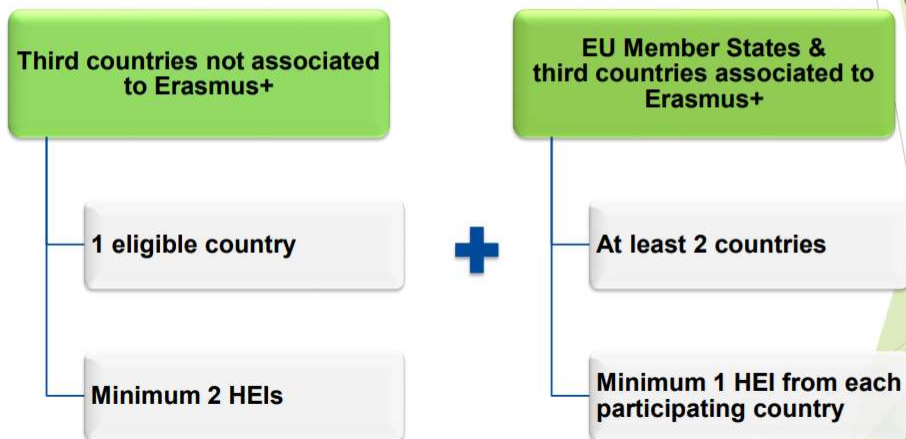 Third countries not associated
to Erasmus+
1 eligible country
Minimum 2 HEIs
EU Member States &
third countries associated to
Erasmus+
At least 2 countries
Minimum 1 HEI from each
participating country